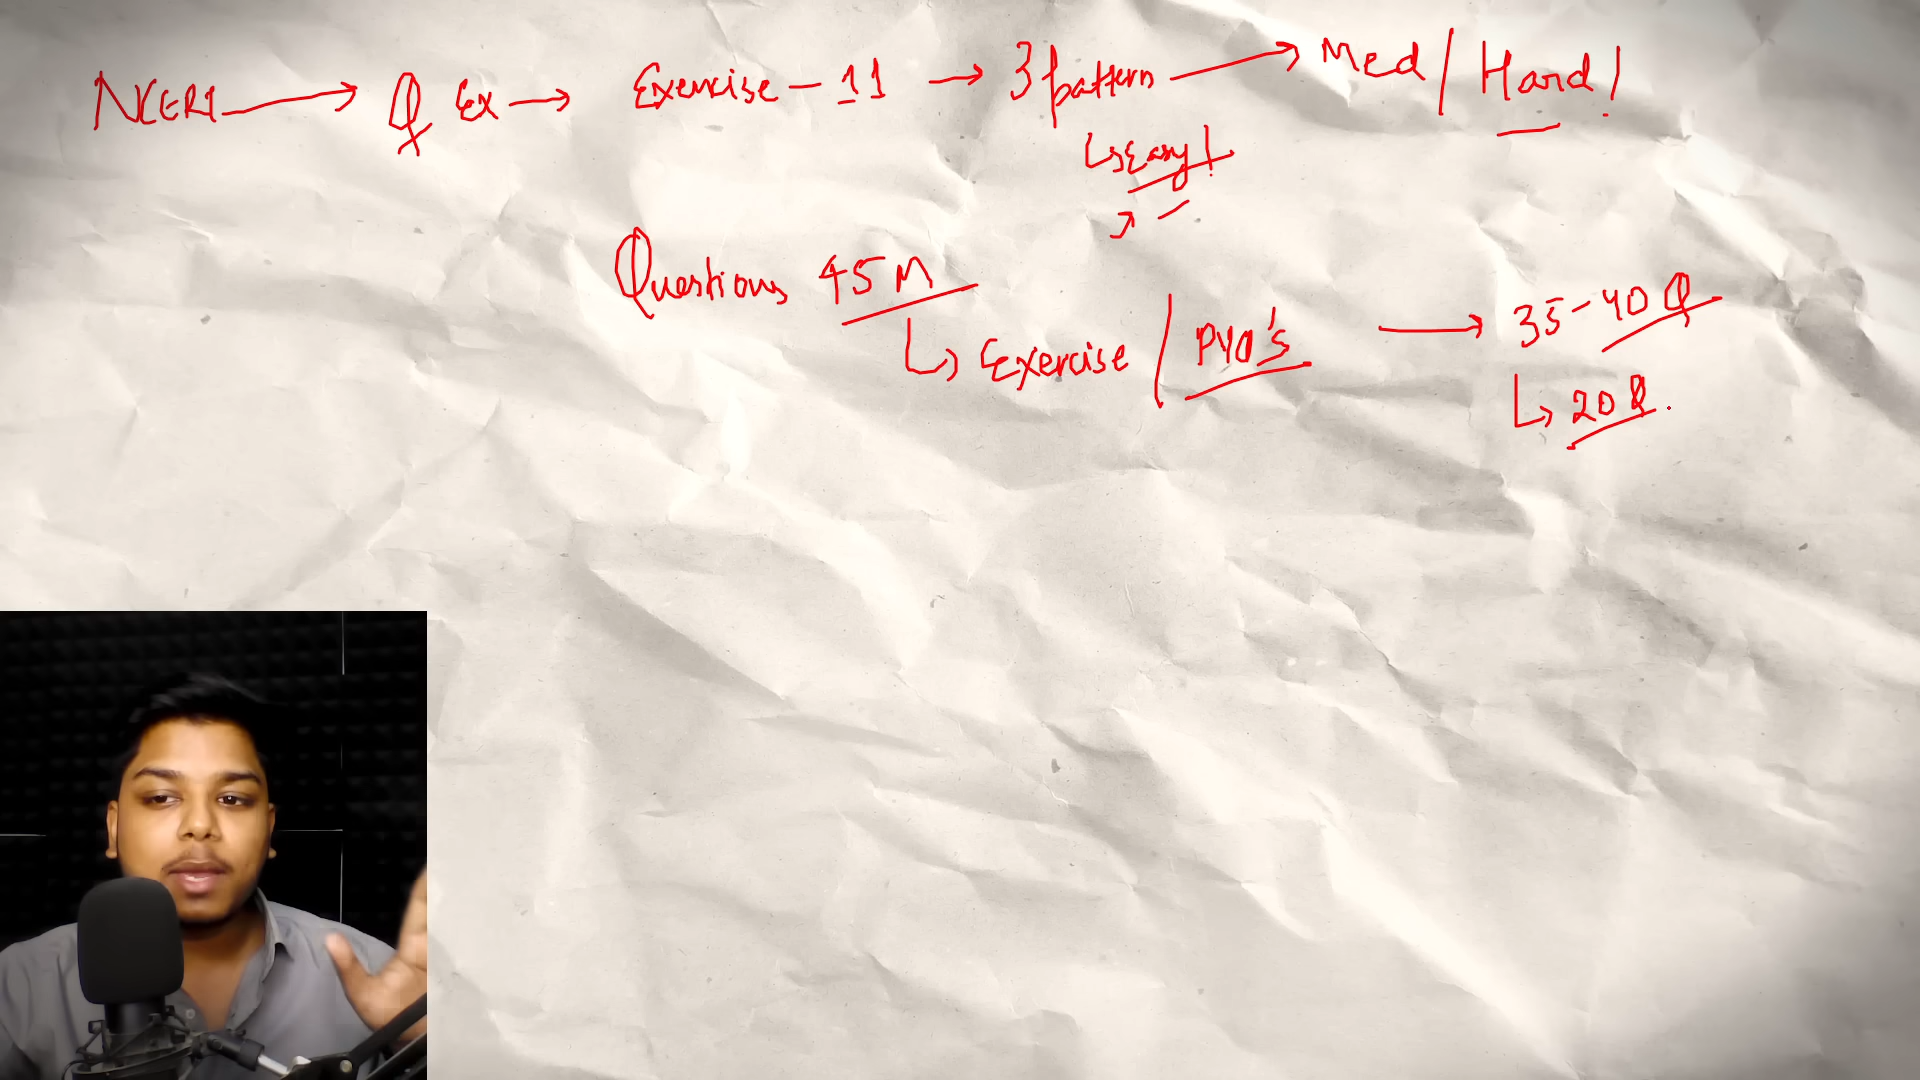 NCERT → Q Ex → Exercise - 11 → 3 pattern → Med / Hard!
↳ Easy!
Questions 45 M
↳ Exercise / PYQ's → 35-40 Q
↳ 20 Q.